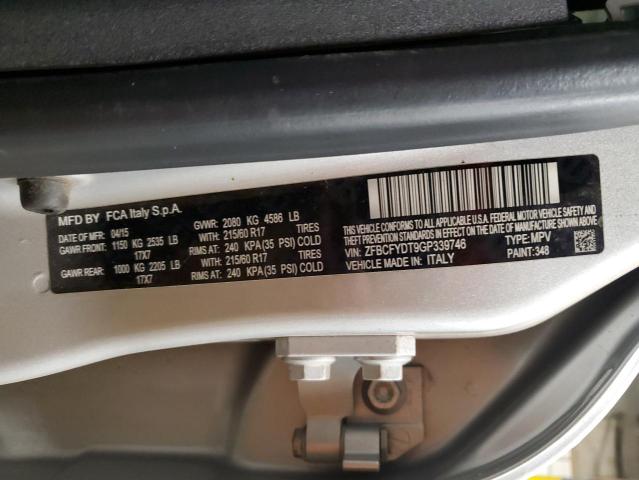 MFD BY FCA Italy S.p.A.
DATE OF MFR: 04/15 GVWR: 2080 KG 4586 LB
GAWR FRONT: 1150 KG 2535 LB WITH: 215/60 R17 TIRES
17X7 RIMS AT: 240 KPA (35 PSI) COLD
GAWR REAR: 1000 KG 2205 LB WITH: 215/60 R17 TIRES
17X7 RIMS AT: 240 KPA(35 PSI) COLD
THIS VEHICLE CONFORMS TO ALL APPLICABLE U.S.A. FEDERAL MOTOR VEHICLE SAFETY AND
THEFT PREVENTION STANDARDS IN EFFECT ON THE DATE OF MANUFACTURE SHOWN ABOVE.
VIN: ZFBCFYDT9GP339746 TYPE: MPV
VEHICLE MADE IN: ITALY PAINT: 348